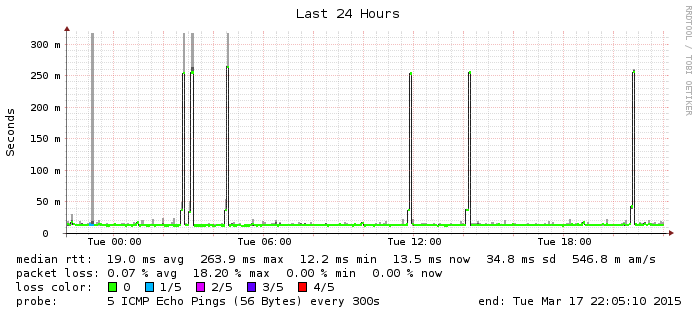 Last 24 Hours
RRDTOOL / TOBI OETIKER
Seconds
300 m
250 m
200 m
150 m
100 m
50 m
0
Tue 00:00 Tue 06:00 Tue 12:00 Tue 18:00
median rtt: 19.0 ms avg 263.9 ms max 12.2 ms min 13.5 ms now 34.8 ms sd 546.8 m am/s
packet loss: 0.07 % avg 18.20 % max 0.00 % min 0.00 % now
loss color: 0 1/5 2/5 3/5 4/5
probe: 5 ICMP Echo Pings (56 Bytes) every 300s end: Tue Mar 17 22:05:10 2015